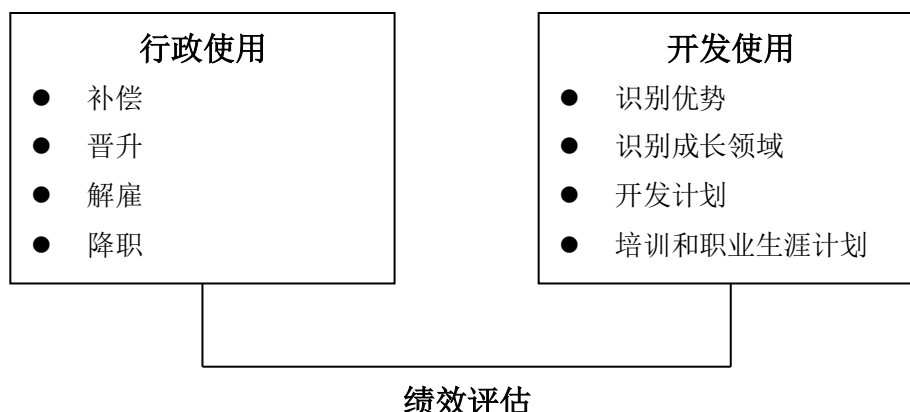 行政使用
● 补偿
● 晋升
● 解雇
● 降职
开发使用
● 识别优势
● 识别成长领域
● 开发计划
● 培训和职业生涯计划
绩效评估